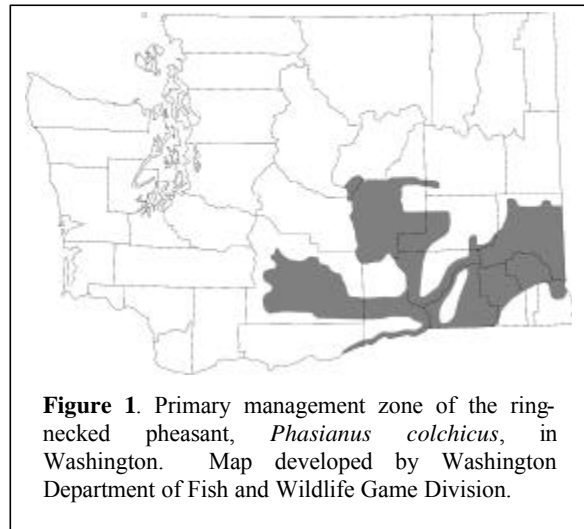 Figure 1. Primary management zone of the ring-
necked pheasant, Phasianus colchicus, in
Washington. Map developed by Washington
Department of Fish and Wildlife Game Division.